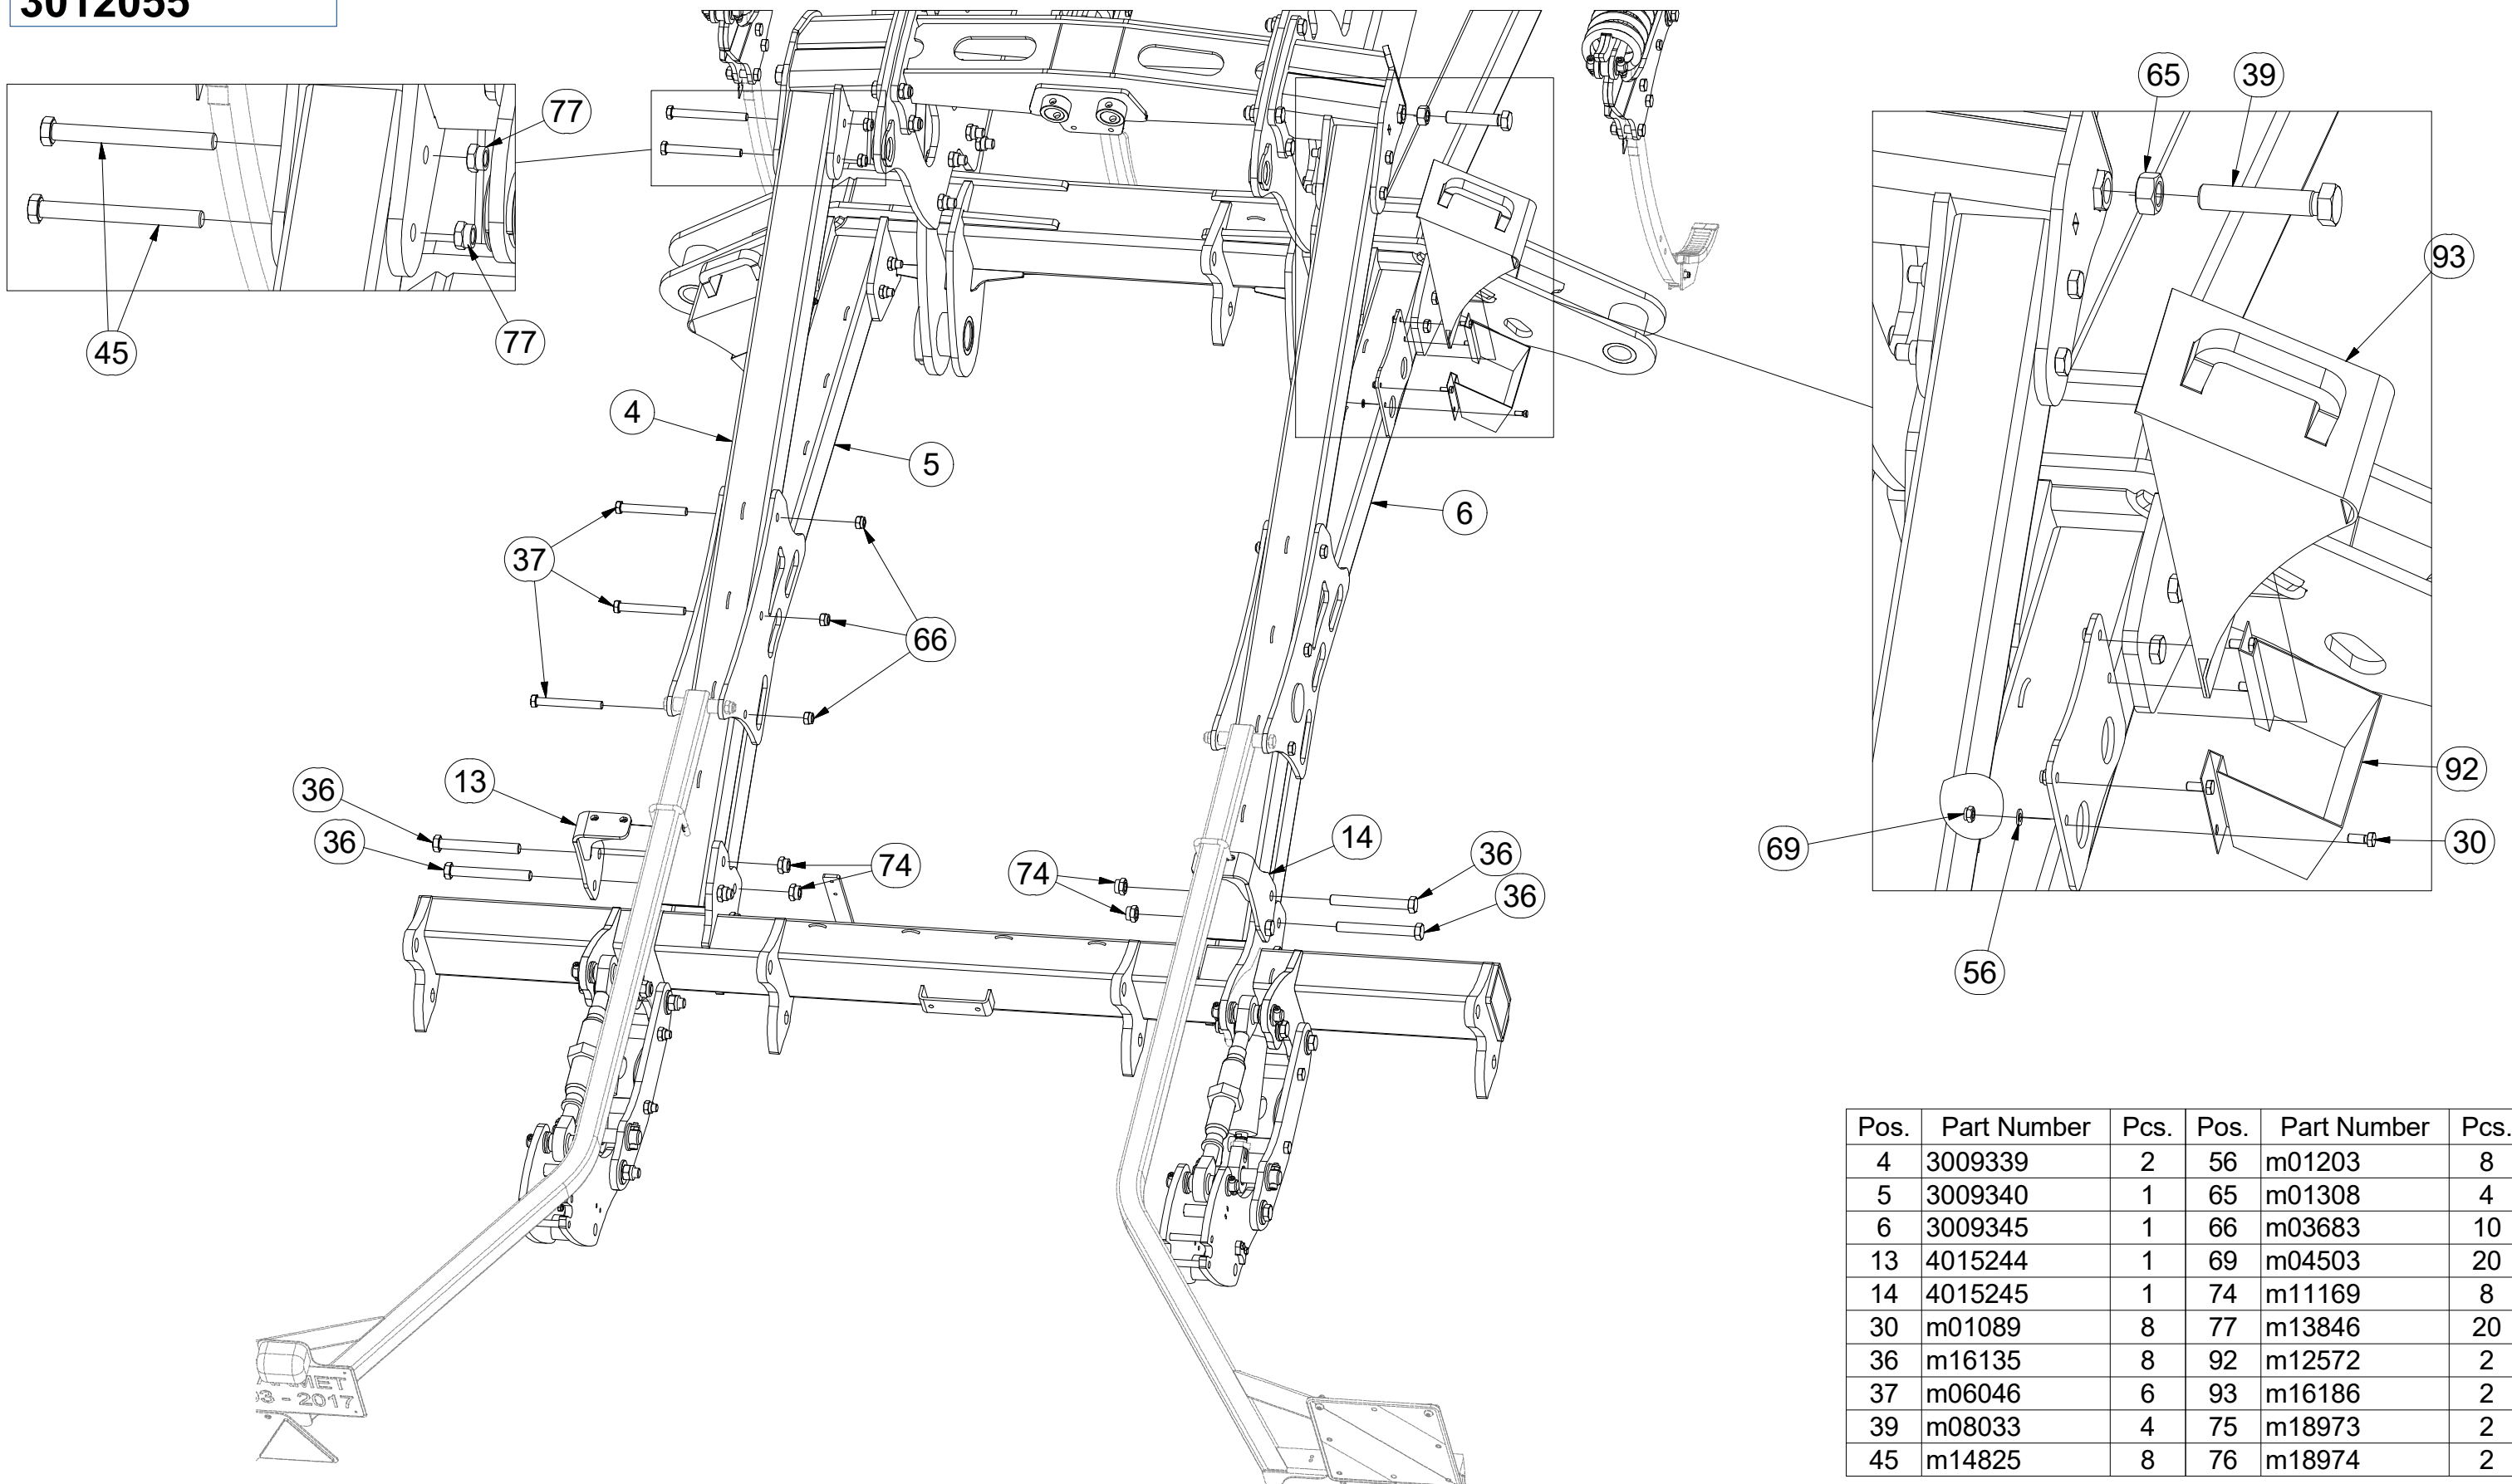 3012055
65
39
77
93
77
45
4
5
6
37
66
36
13
92
36
74
74
14
36
69
30
36
56
Pos. Part Number Pcs. Pos. Part Number Pcs.
4 3009339 2 56 m01203 8
5 3009340 1 65 m01308 4
6 3009345 1 66 m03683 10
13 4015244 1 69 m04503 20
14 4015245 1 74 m11169 8
30 m01089 8 77 m13846 20
36 m16135 8 92 m12572 2
37 m06046 6 93 m16186 2
39 m08033 4 75 m18973 2
45 m14825 8 76 m18974 2
MET
- 2017